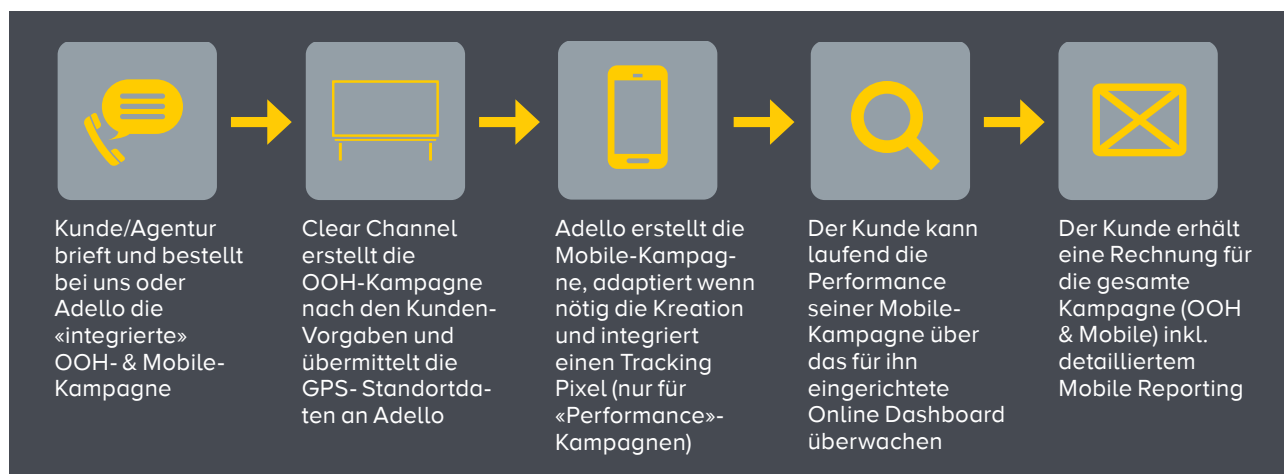 Kunde/Agentur
brieft und bestellt
bei uns oder
Adello die
«integrierte»
OOH- & Mobile-
Kampagne
Clear Channel
erstellt die
OOH-Kampagne
nach den Kunden-
Vorgaben und
übermittelt die
GPS- Standortda-
ten an Adello
Adello erstellt die
Mobile-Kampag-
ne, adaptiert wenn
nötig die Kreation
und integriert
einen Tracking
Pixel (nur für
«Performance»-
Kampagnen)
Der Kunde kann
laufend die
Performance
seiner Mobile-
Kampagne über
das für ihn
eingerichtete
Online Dashboard
überwachen
Der Kunde erhält
eine Rechnung für
die gesamte
Kampagne (OOH
& Mobile) inkl.
detailliertem
Mobile Reporting